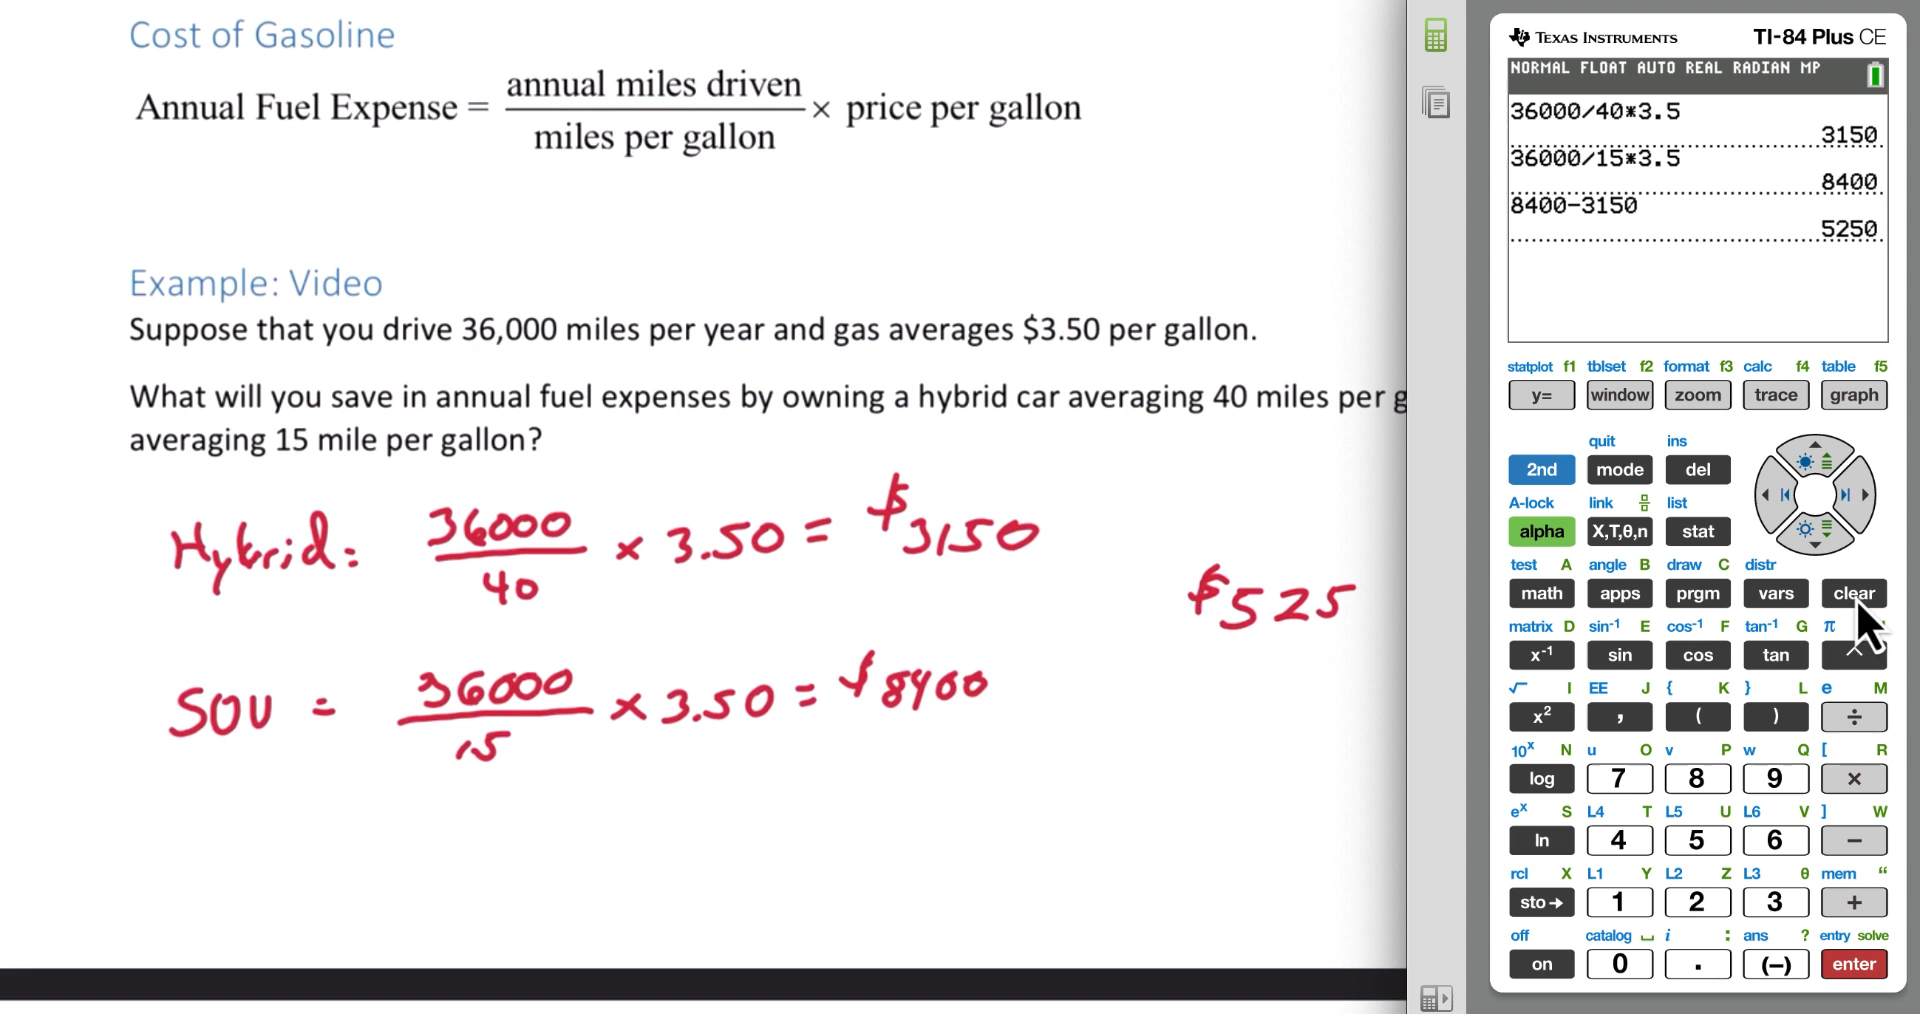 Cost of Gasoline
Annual Fuel Expense = annual miles driven / miles per gallon × price per gallon
Example: Video
Suppose that you drive 36,000 miles per year and gas averages $3.50 per gallon.
What will you save in annual fuel expenses by owning a hybrid car averaging 40 miles per g
averaging 15 mile per gallon?
Hybrid: 36000 / 40 × 3.50 = $3150
$525
SOU = 36000 / 15 × 3.50 = $8400
TEXAS INSTRUMENTS TI-84 Plus CE
NORMAL FLOAT AUTO REAL RADIAN MP
36000/40*3.5
3150
36000/15*3.5
8400
8400-3150
5250
statplot f1 tblset f2 format f3 calc f4 table f5
y= window zoom trace graph
quit ins
2nd mode del
A-lock link list
alpha X,T,θ,n stat
test A angle B draw C distr
math apps prgm vars clear
matrix D sin⁻¹ E cos⁻¹ F tan⁻¹ G π
x⁻¹ sin cos tan ^
√ I EE J { K } L e M
x² , ( ) ÷
10ˣ N u O v P w Q [ R
log 7 8 9 ×
eˣ S L4 T L5 U L6 V ] W
ln 4 5 6 −
rcl X L1 Y L2 Z L3 θ mem “
sto→ 1 2 3 +
off catalog ⎵ i : ans ? entry solve
on 0 . (−) enter